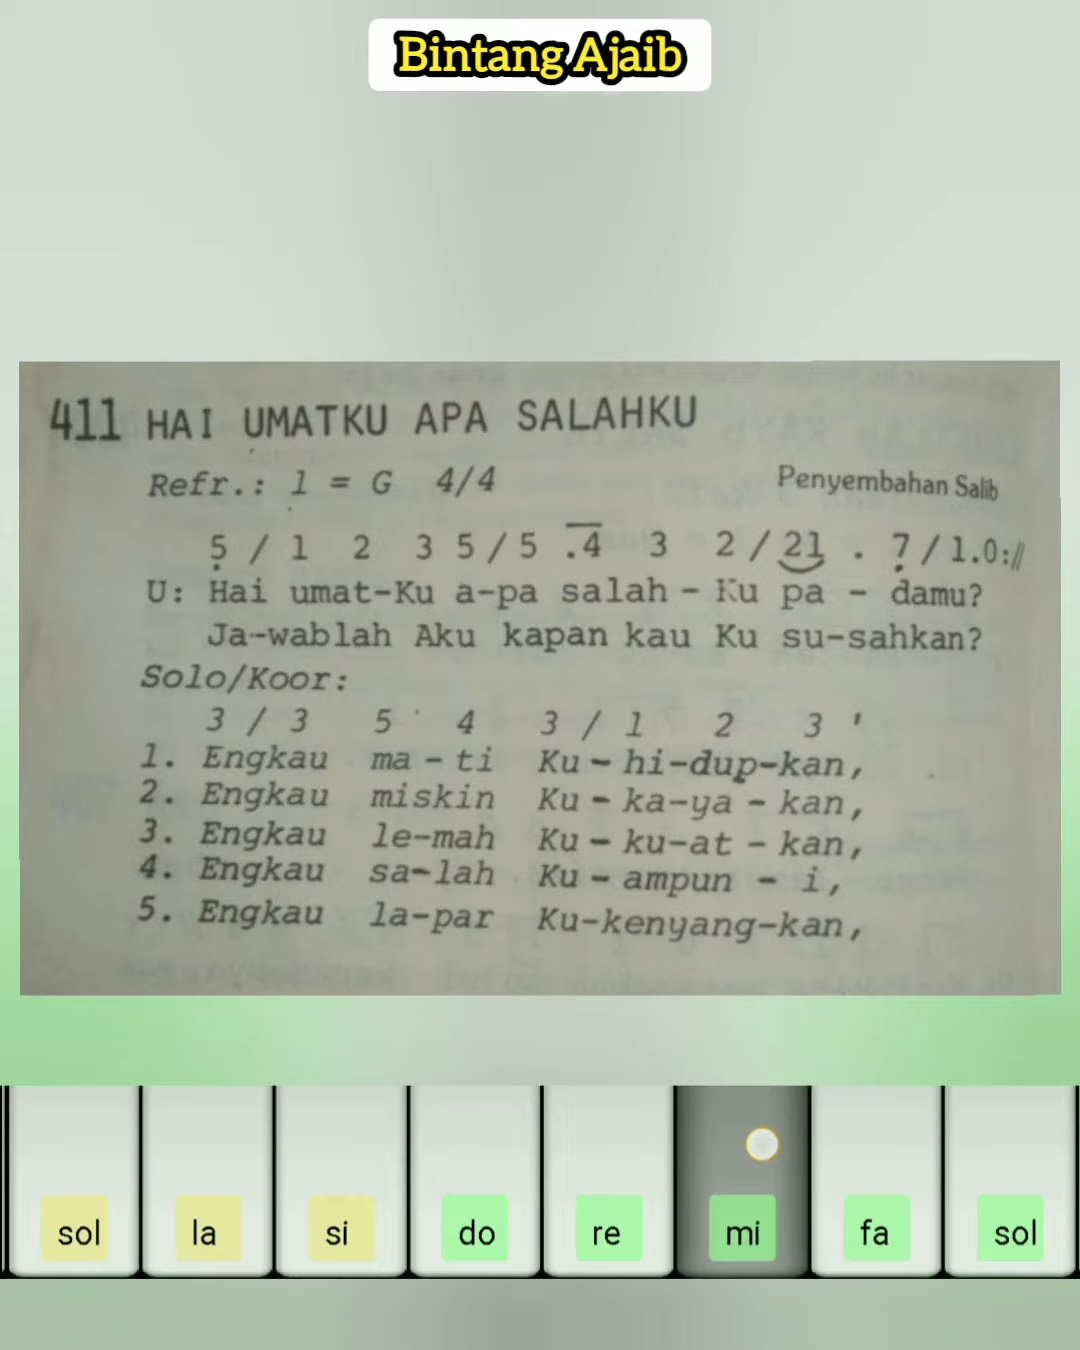 Bintang Ajaib
411 HAI UMATKU APA SALAHKU
Refr.: 1 = G 4/4
Penyembahan Salib
5̣ / 1 2 3 5 / 5 .4 3 2 / 21 . 7̣ / 1.0://
U: Hai umat-Ku a-pa salah - Ku pa - damu?
Ja-wablah Aku kapan kau Ku su-sahkan?
Solo/Koor:
3 / 3 5 4 3 / 1 2 3 '
1. Engkau ma - ti Ku - hi-dup-kan,
2. Engkau miskin Ku - ka-ya - kan,
3. Engkau le-mah Ku - ku-at - kan,
4. Engkau sa-lah Ku - ampun - i,
5. Engkau la-par Ku-kenyang-kan,
sol la si do re mi fa sol